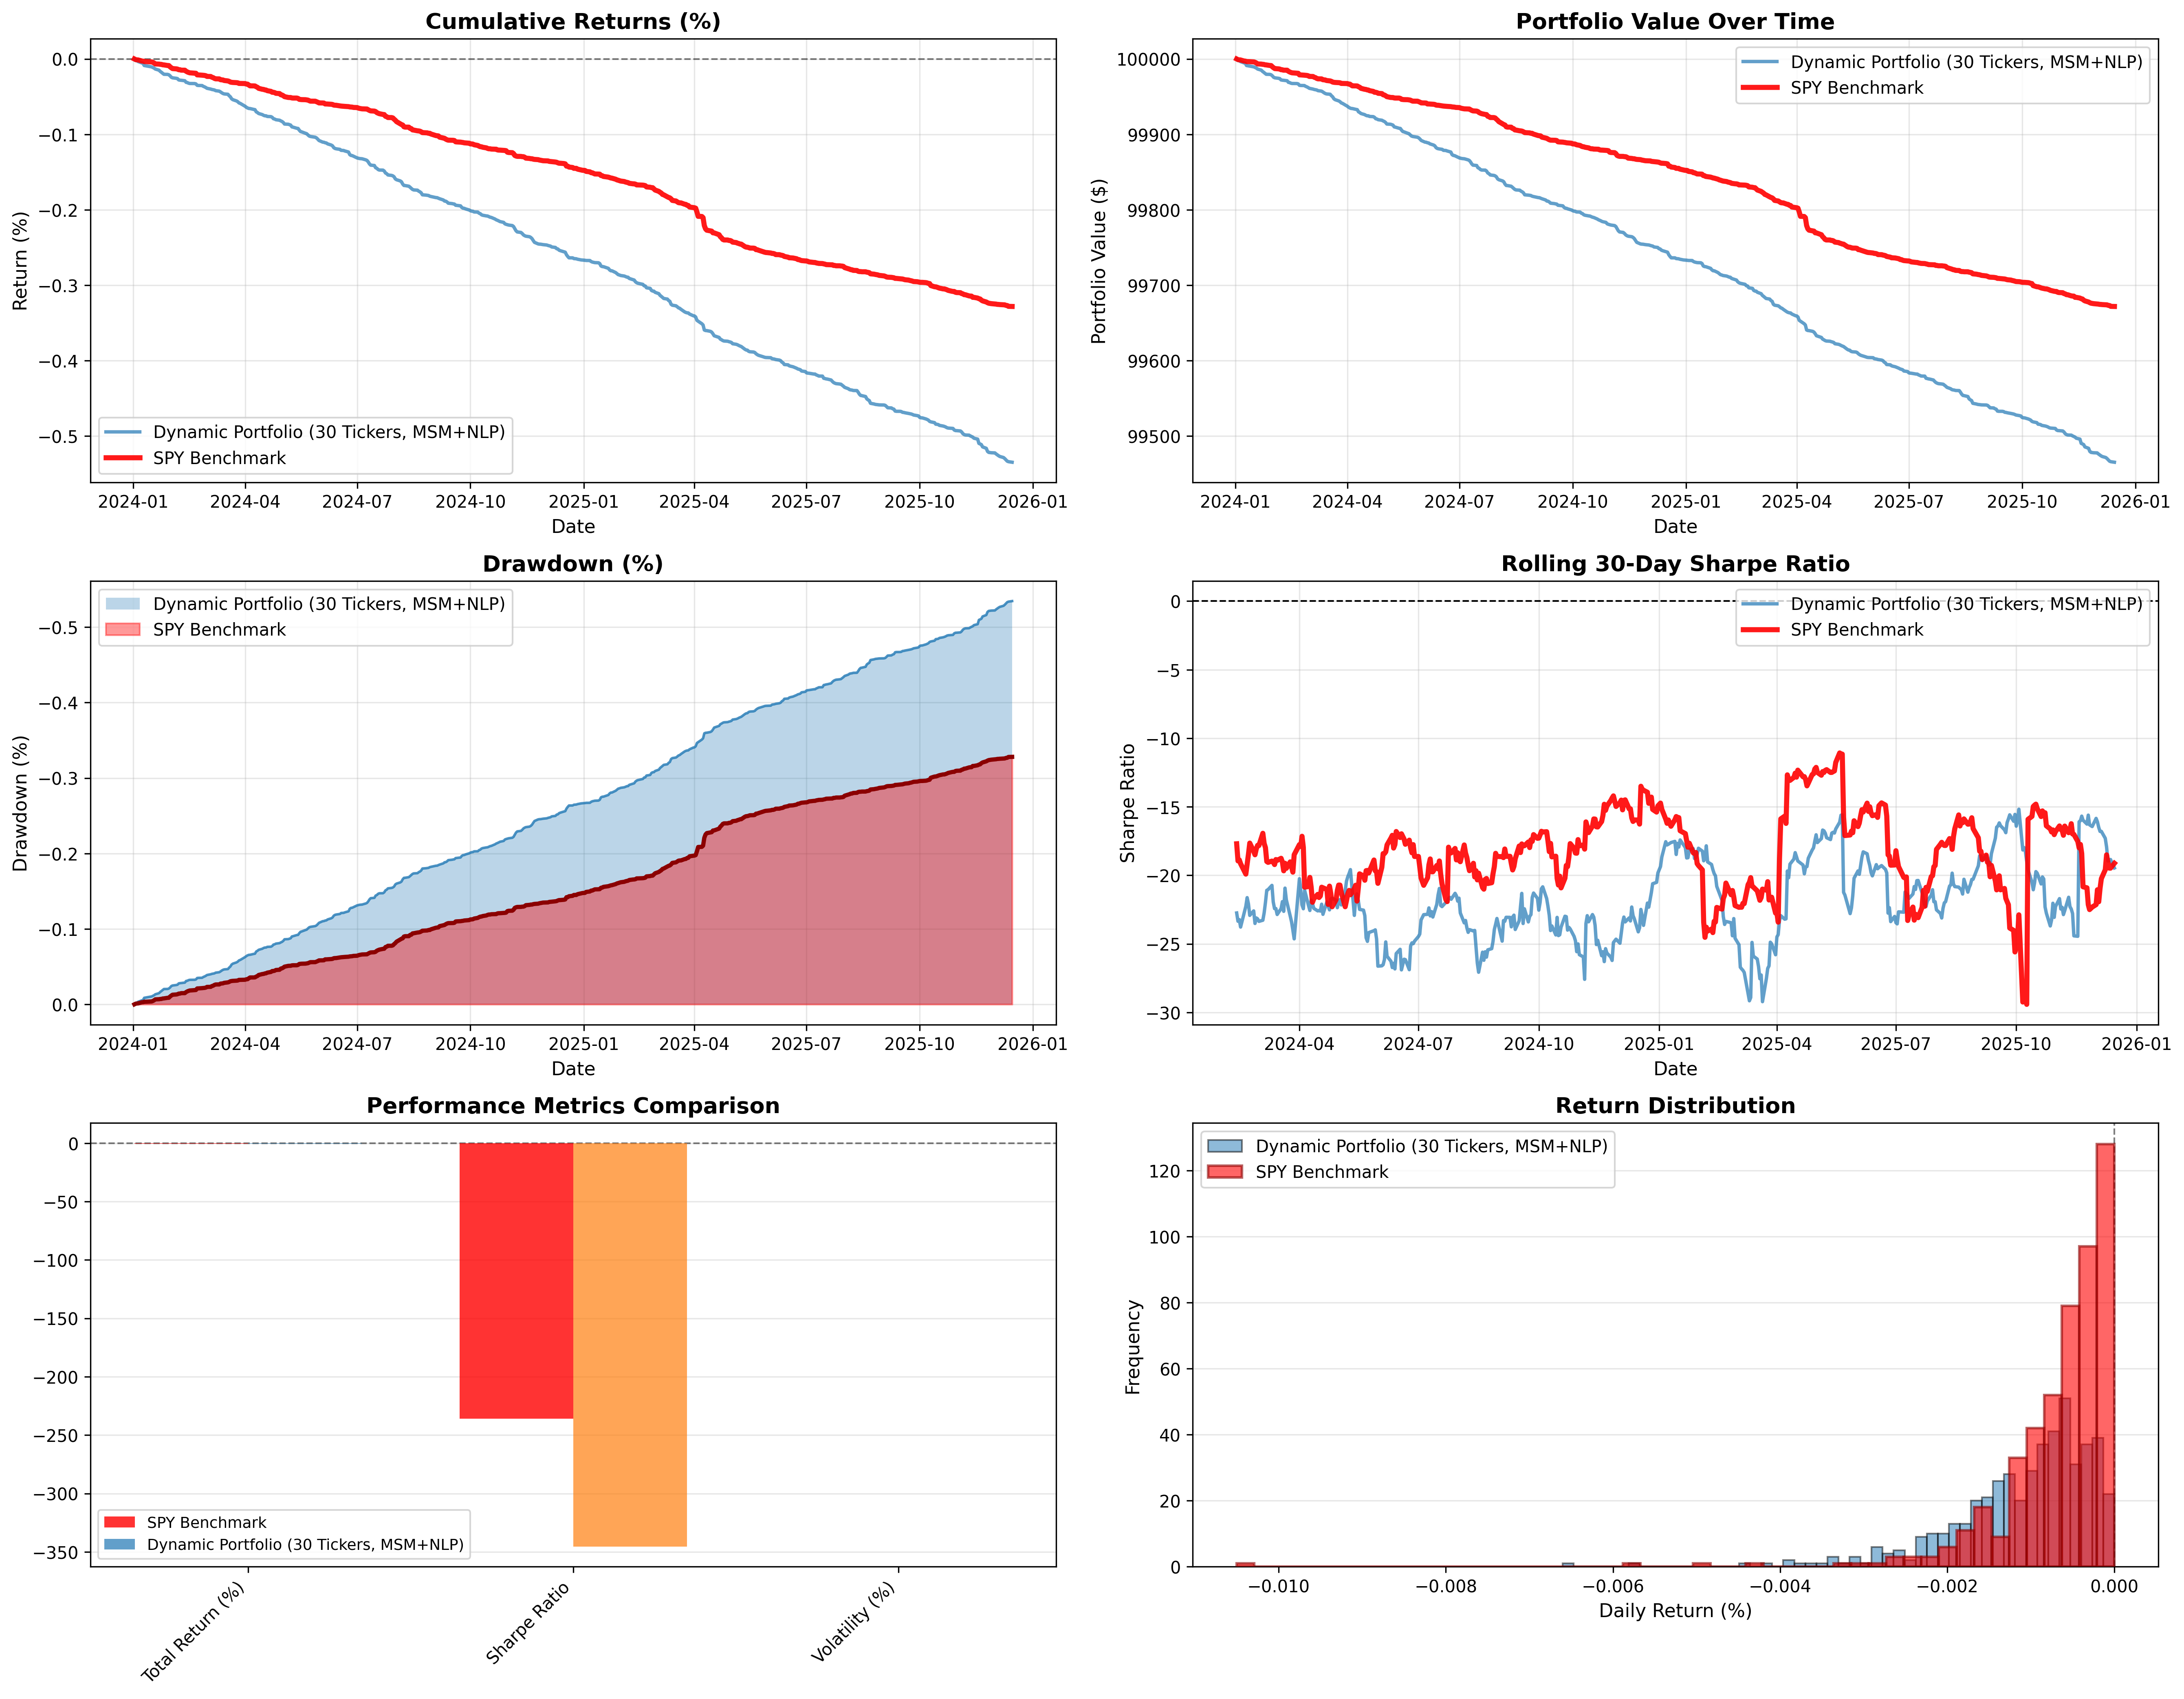 Cumulative Returns (%)
0.0
−0.1
−0.2
−0.3
−0.4
−0.5
Return (%)
Dynamic Portfolio (30 Tickers, MSM+NLP)
SPY Benchmark
2024-01 2024-04 2024-07 2024-10 2025-01 2025-04 2025-07 2025-10 2026-01
Date
Portfolio Value Over Time
100000
99900
99800
99700
99600
99500
Portfolio Value ($)
Dynamic Portfolio (30 Tickers, MSM+NLP)
SPY Benchmark
2024-01 2024-04 2024-07 2024-10 2025-01 2025-04 2025-07 2025-10 2026-01
Date
Drawdown (%)
−0.5
−0.4
−0.3
−0.2
−0.1
0.0
Drawdown (%)
Dynamic Portfolio (30 Tickers, MSM+NLP)
SPY Benchmark
2024-01 2024-04 2024-07 2024-10 2025-01 2025-04 2025-07 2025-10 2026-01
Date
Rolling 30-Day Sharpe Ratio
0
−5
−10
−15
−20
−25
−30
Sharpe Ratio
Dynamic Portfolio (30 Tickers, MSM+NLP)
SPY Benchmark
2024-04 2024-07 2024-10 2025-01 2025-04 2025-07 2025-10 2026-01
Date
Performance Metrics Comparison
0
−50
−100
−150
−200
−250
−300
−350
SPY Benchmark
Dynamic Portfolio (30 Tickers, MSM+NLP)
Total Return (%)
Sharpe Ratio
Volatility (%)
Return Distribution
120
100
80
60
40
20
0
Frequency
Dynamic Portfolio (30 Tickers, MSM+NLP)
SPY Benchmark
−0.010 −0.008 −0.006 −0.004 −0.002 0.000
Daily Return (%)